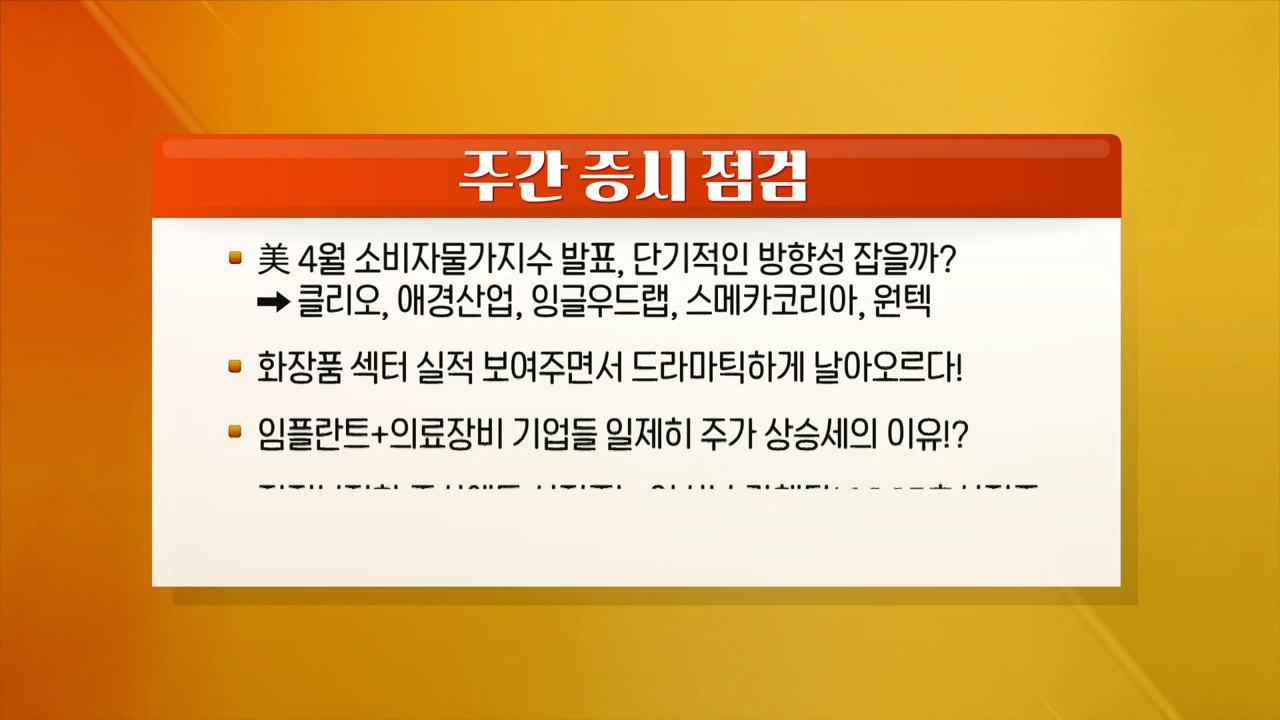 주간 증시 점검
美 4월 소비자물가지수 발표, 단기적인 방향성 잡을까?
➡ 클리오, 애경산업, 잉글우드랩, 스메카코리아, 원텍
화장품 섹터 실적 보여주면서 드라마틱하게 날아오르다!
임플란트+의료장비 기업들 일제히 주가 상승세의 이유!?